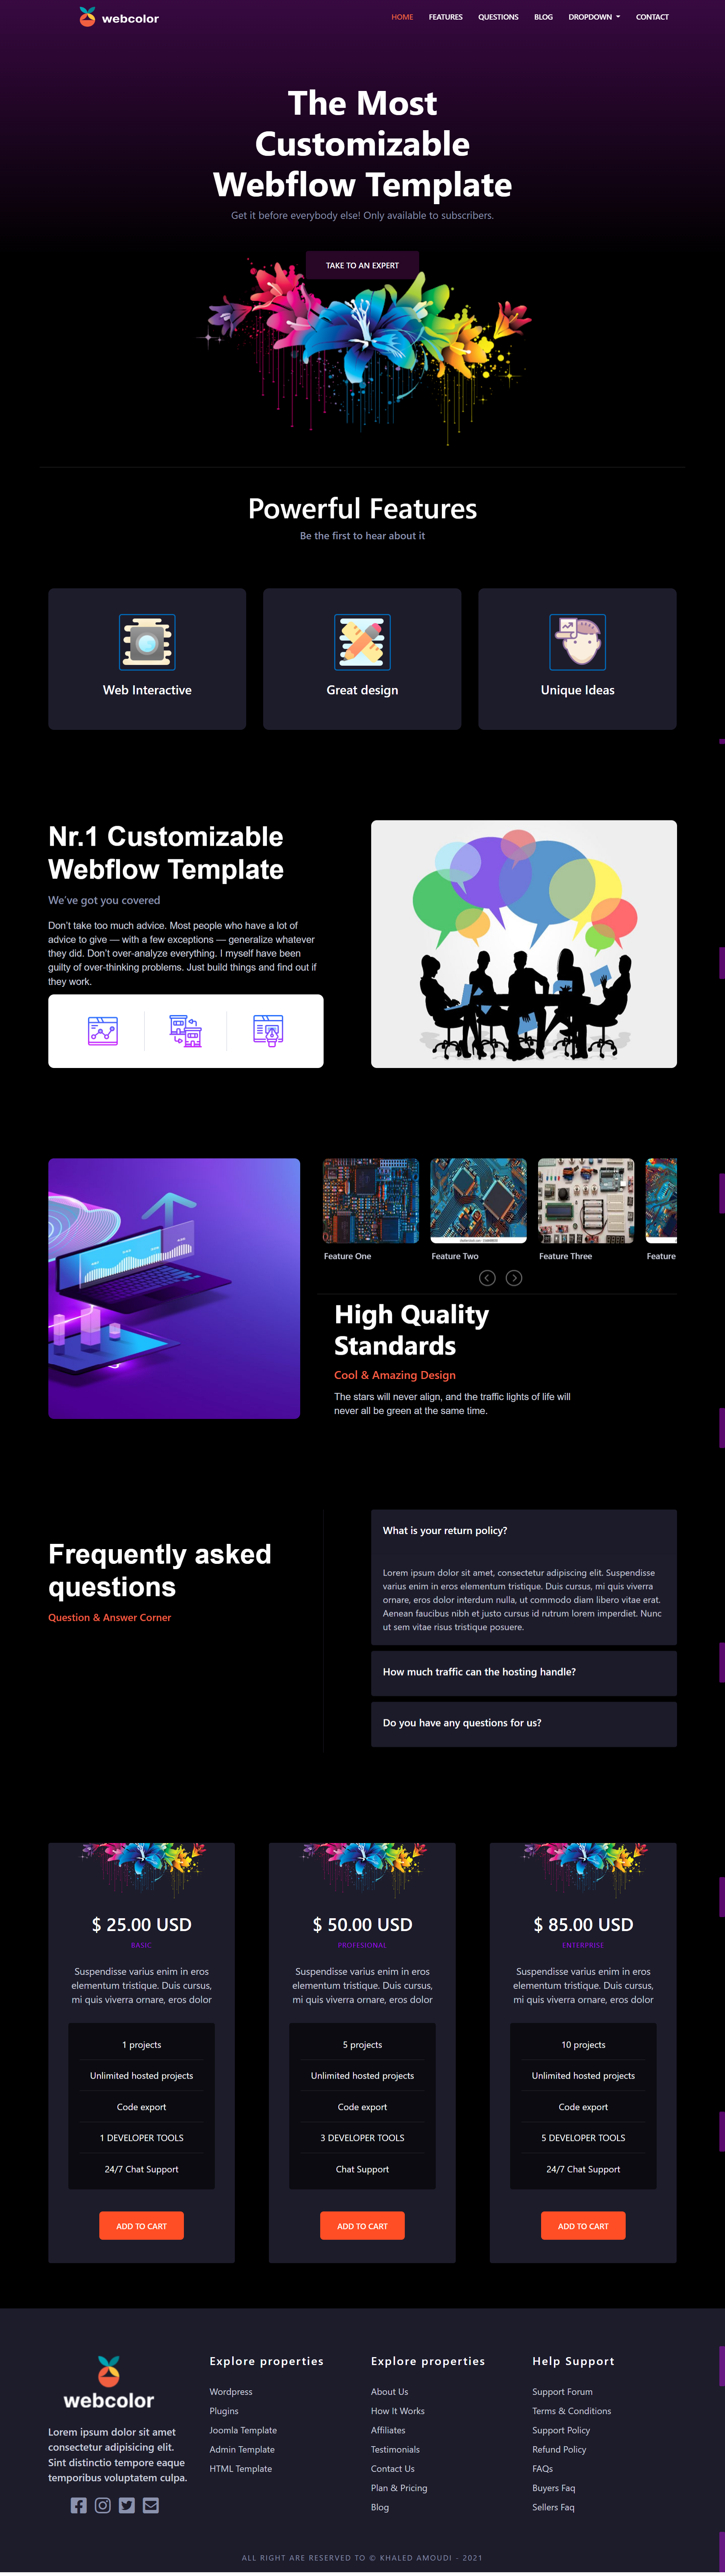 webcolor
HOME FEATURES QUESTIONS BLOG DROPDOWN CONTACT
The Most
Customizable
Webflow Template
Get it before everybody else! Only available to subscribers.
TAKE TO AN EXPERT
Powerful Features
Be the first to hear about it
Web Interactive
Great design
Unique Ideas
Nr.1 Customizable
Webflow Template
We've got you covered
Don't take too much advice. Most people who have a lot of
advice to give — with a few exceptions — generalize whatever
they did. Don't over-analyze everything. I myself have been
guilty of over-thinking problems. Just build things and find out if
they work.
Feature One
Feature Two
Feature Three
Feature
High Quality
Standards
Cool & Amazing Design
The stars will never align, and the traffic lights of life will
never all be green at the same time.
Frequently asked
questions
Question & Answer Corner
What is your return policy?
Lorem ipsum dolor sit amet, consectetur adipiscing elit. Suspendisse
varius enim in eros elementum tristique. Duis cursus, mi quis viverra
ornare, eros dolor interdum nulla, ut commodo diam libero vitae erat.
Aenean faucibus nibh et justo cursus id rutrum lorem imperdiet. Nunc
ut sem vitae risus tristique posuere.
How much traffic can the hosting handle?
Do you have any questions for us?
$ 25.00 USD
BASIC
Suspendisse varius enim in eros
elementum tristique. Duis cursus,
mi quis viverra ornare, eros dolor
1 projects
Unlimited hosted projects
Code export
1 DEVELOPER TOOLS
24/7 Chat Support
ADD TO CART
$ 50.00 USD
PROFESIONAL
Suspendisse varius enim in eros
elementum tristique. Duis cursus,
mi quis viverra ornare, eros dolor
5 projects
Unlimited hosted projects
Code export
3 DEVELOPER TOOLS
Chat Support
ADD TO CART
$ 85.00 USD
ENTERPRISE
Suspendisse varius enim in eros
elementum tristique. Duis cursus,
mi quis viverra ornare, eros dolor
10 projects
Unlimited hosted projects
Code export
5 DEVELOPER TOOLS
24/7 Chat Support
ADD TO CART
webcolor
Lorem ipsum dolor sit amet
consectetur adipisicing elit.
Sint distinctio tempore eaque
temporibus voluptatem culpa.
Explore properties
Wordpress
Plugins
Joomla Template
Admin Template
HTML Template
Explore properties
About Us
How It Works
Affiliates
Testimonials
Contact Us
Plan & Pricing
Blog
Help Support
Support Forum
Terms & Conditions
Support Policy
Refund Policy
FAQs
Buyers Faq
Sellers Faq
ALL RIGHT ARE RESERVED TO © KHALED AMOUDI - 2021